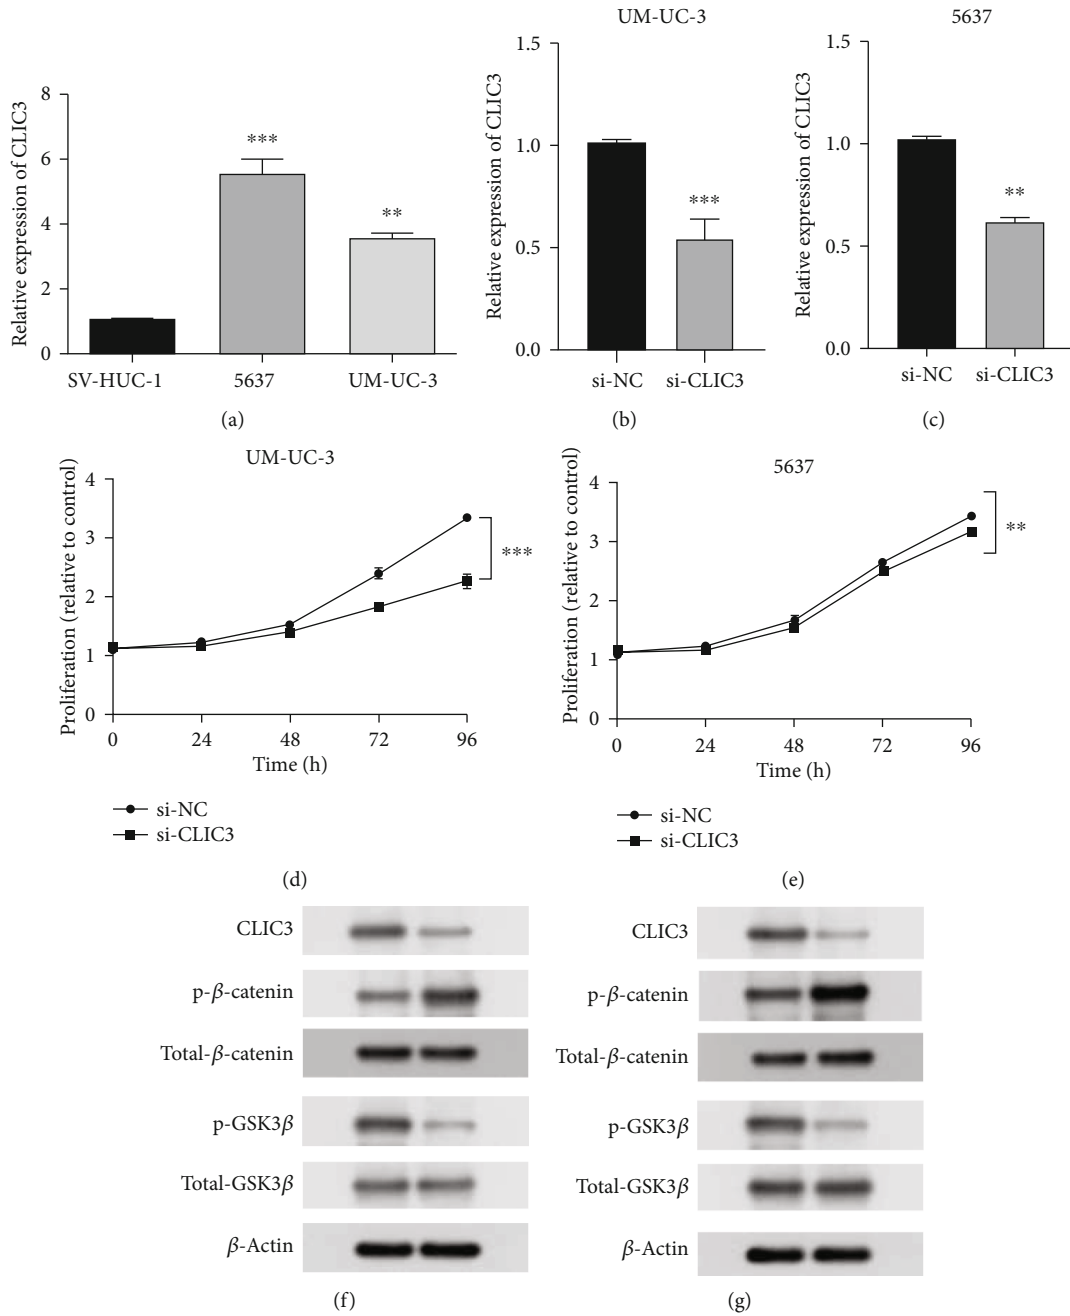 Relative expression of CLIC3
8
6
4
2
0
***
**
SV-HUC-1 5637 UM-UC-3
(a)
UM-UC-3
Relative expression of CLIC3
1.5
1.0
0.5
0.0
***
si-NC si-CLIC3
(b)
5637
Relative expression of CLIC3
1.5
1.0
0.5
0.0
**
si-NC si-CLIC3
(c)
UM-UC-3
Proliferation (relative to control)
4
3
2
1
0
***
0 24 48 72 96
Time (h)
si-NC
si-CLIC3
(d)
5637
Proliferation (relative to control)
4
3
2
1
0
**
0 24 48 72 96
Time (h)
si-NC
si-CLIC3
(e)
CLIC3
p-β-catenin
Total-β-catenin
p-GSK3β
Total-GSK3β
β-Actin
(f)
CLIC3
p-β-catenin
Total-β-catenin
p-GSK3β
Total-GSK3β
β-Actin
(g)